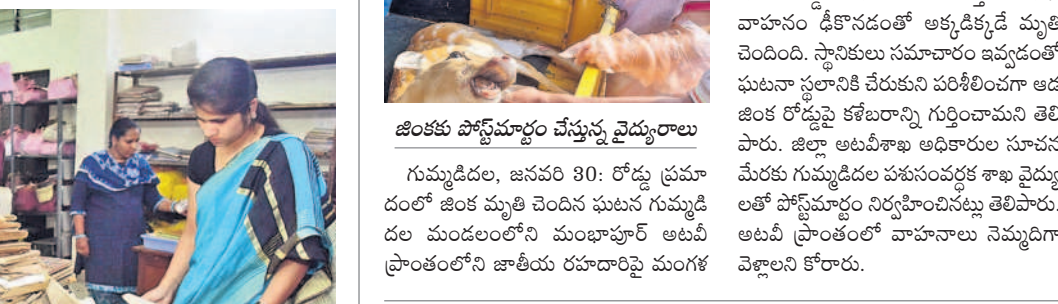 జింకకు పోస్ట్‌మార్టం చేస్తున్న వైద్యురాలు
గుమ్మడిదల, జనవరి 30: రోడ్డు ప్రమా
దంలో జింక మృతి చెందిన ఘటన గుమ్మడి
దల మండలంలోని మంభాపూర్ అటవీ
ప్రాంతంలోని జాతీయ రహదారిపై మంగళ
వాహనం ఢీకొనడంతో అక్కడిక్కడే మృతి
చెందింది. స్థానికులు సమాచారం ఇవ్వడంతో
ఘటనా స్థలానికి చేరుకుని పరిశీలించగా ఆడ
జింక రోడ్డుపై కళేబరాన్ని గుర్తించామని తెలి
పారు. జిల్లా అటవీశాఖ అధికారుల సూచన
మేరకు గుమ్మడిదల పశుసంవర్ధక శాఖ వైద్యు
లతో పోస్ట్‌మార్టం నిర్వహించినట్లు తెలిపారు.
అటవీ ప్రాంతంలో వాహనాలు నెమ్మదిగా
వెళ్లాలని కోరారు.